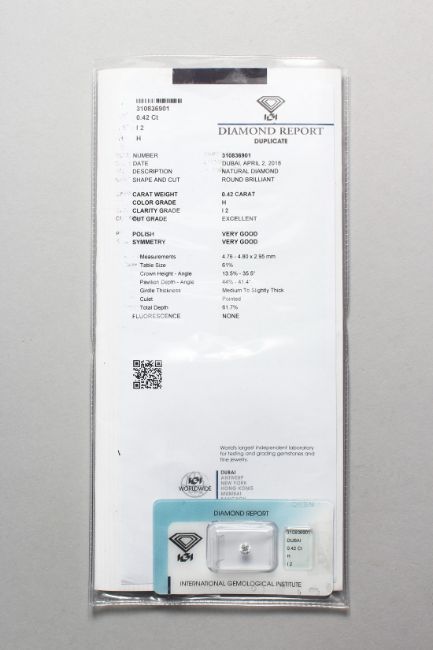 310836901
0.42 Ct
I 2
H
IGI
DIAMOND REPORT
DUPLICATE
NUMBER 310836901
DATE DUBAI, APRIL 2, 2018
DESCRIPTION NATURAL DIAMOND
SHAPE AND CUT ROUND BRILLIANT
CARAT WEIGHT 0.42 CARAT
COLOR GRADE H
CLARITY GRADE I 2
CUT GRADE EXCELLENT
POLISH VERY GOOD
SYMMETRY VERY GOOD
Measurements 4.78 - 4.80 x 2.95 mm
Table Size 61%
Crown Height - Angle 13.5% - 35.6°
Pavilion Depth - Angle 44% - 41.4°
Girdle Thickness Medium To Slightly Thick
Culet Pointed
Total Depth 61.7%
FLUORESCENCE NONE
World's largest independent laboratory
for testing and grading gemstones and
fine jewelry.
IGI
WORLDWIDE
DUBAI
ANTWERP
NEW YORK
HONG KONG
MUMBAI
DIAMOND REPORT
IGI
310836901
DUBAI
0.42 Ct
H
I 2
INTERNATIONAL GEMOLOGICAL INSTITUTE